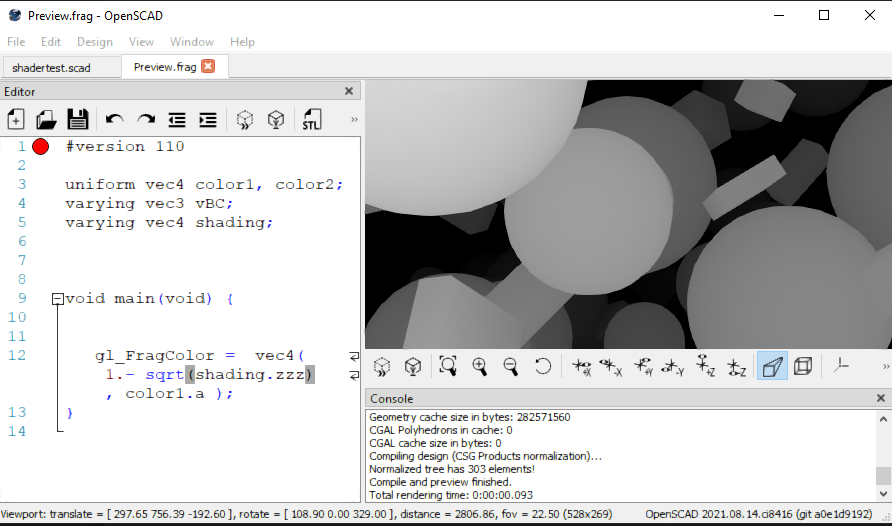 Preview.frag - OpenSCAD
File Edit Design View Window Help
shadertest.scad Preview.frag
Editor
STL
1 #version 110
2
3 uniform vec4 color1, color2;
4 varying vec3 vBC;
5 varying vec4 shading;
6
7
8
9 void main(void) {
10
11
12 gl_FragColor = vec4(
1.- sqrt(shading.zzz)
, color1.a );
13 }
14
+X -X +Y -Y +Z -Z
Console
Geometry cache size in bytes: 282571560
CGAL Polyhedrons in cache: 0
CGAL cache size in bytes: 0
Compiling design (CSG Products normalization)...
Normalized tree has 303 elements!
Compile and preview finished.
Total rendering time: 0:00:00.093
Viewport: translate = [ 297.65 756.39 -192.60 ], rotate = [ 108.90 0.00 329.00 ], distance = 2806.86, fov = 22.50 (528x269) OpenSCAD 2021.08.14.ci8416 (git a0e1d9192)